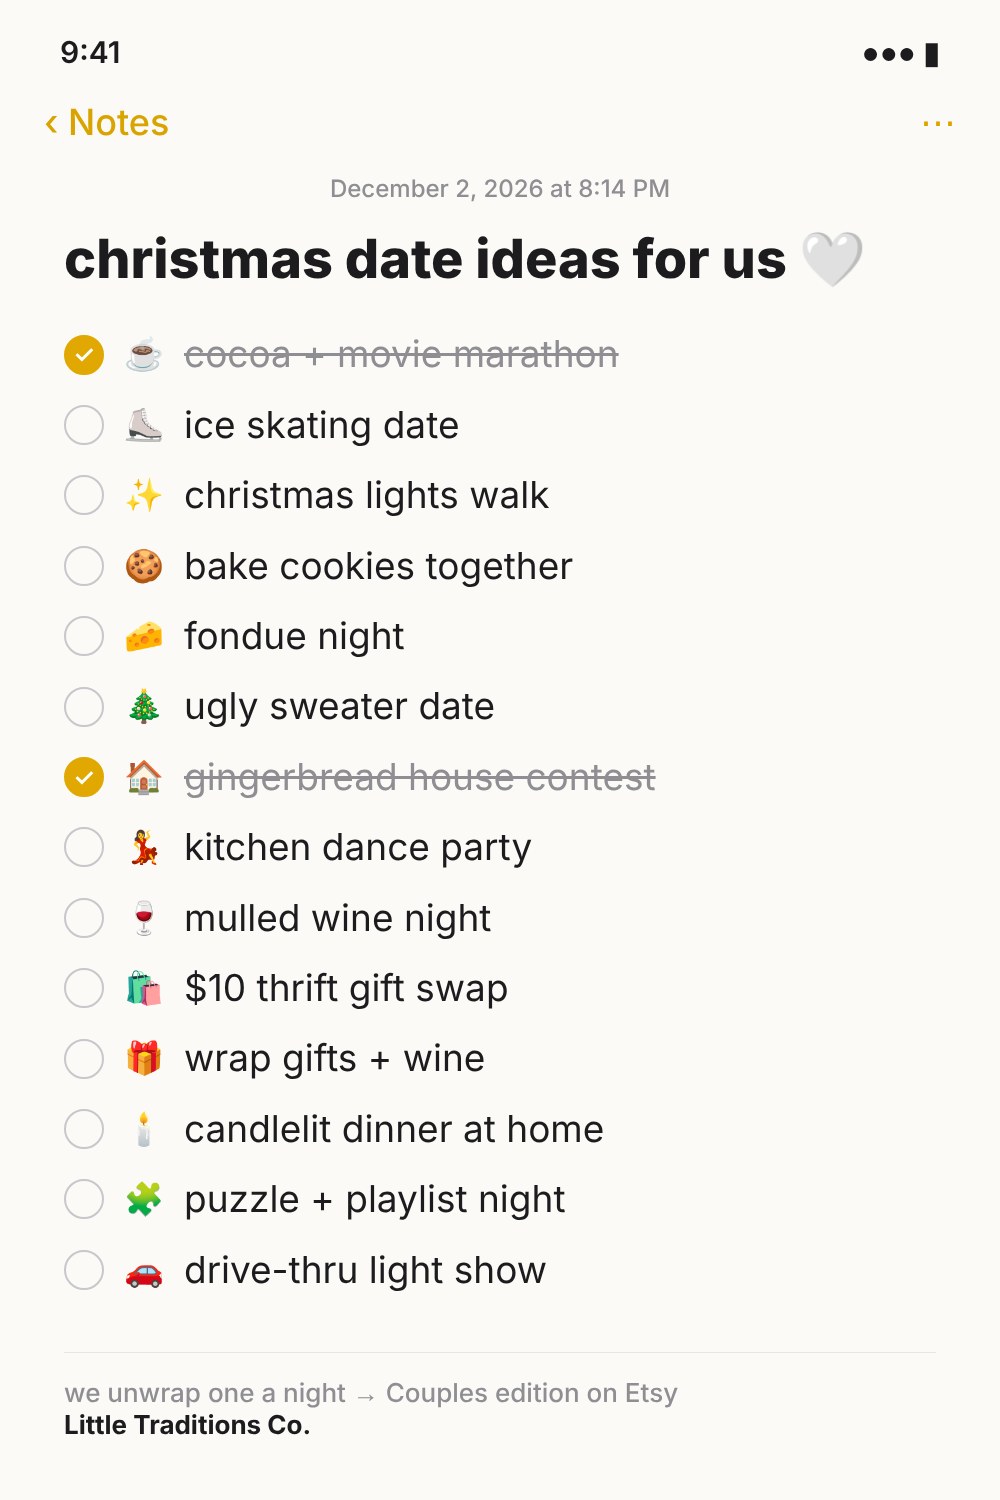 9:41
‹ Notes
···
December 2, 2026 at 8:14 PM
christmas date ideas for us 🤍
☕ cocoa + movie marathon
⛸️ ice skating date
✨ christmas lights walk
🍪 bake cookies together
🧀 fondue night
🎄 ugly sweater date
🏠 gingerbread house contest
💃 kitchen dance party
🍷 mulled wine night
🛍️ $10 thrift gift swap
🎁 wrap gifts + wine
🕯️ candlelit dinner at home
🧩 puzzle + playlist night
🚗 drive-thru light show
we unwrap one a night → Couples edition on Etsy
Little Traditions Co.